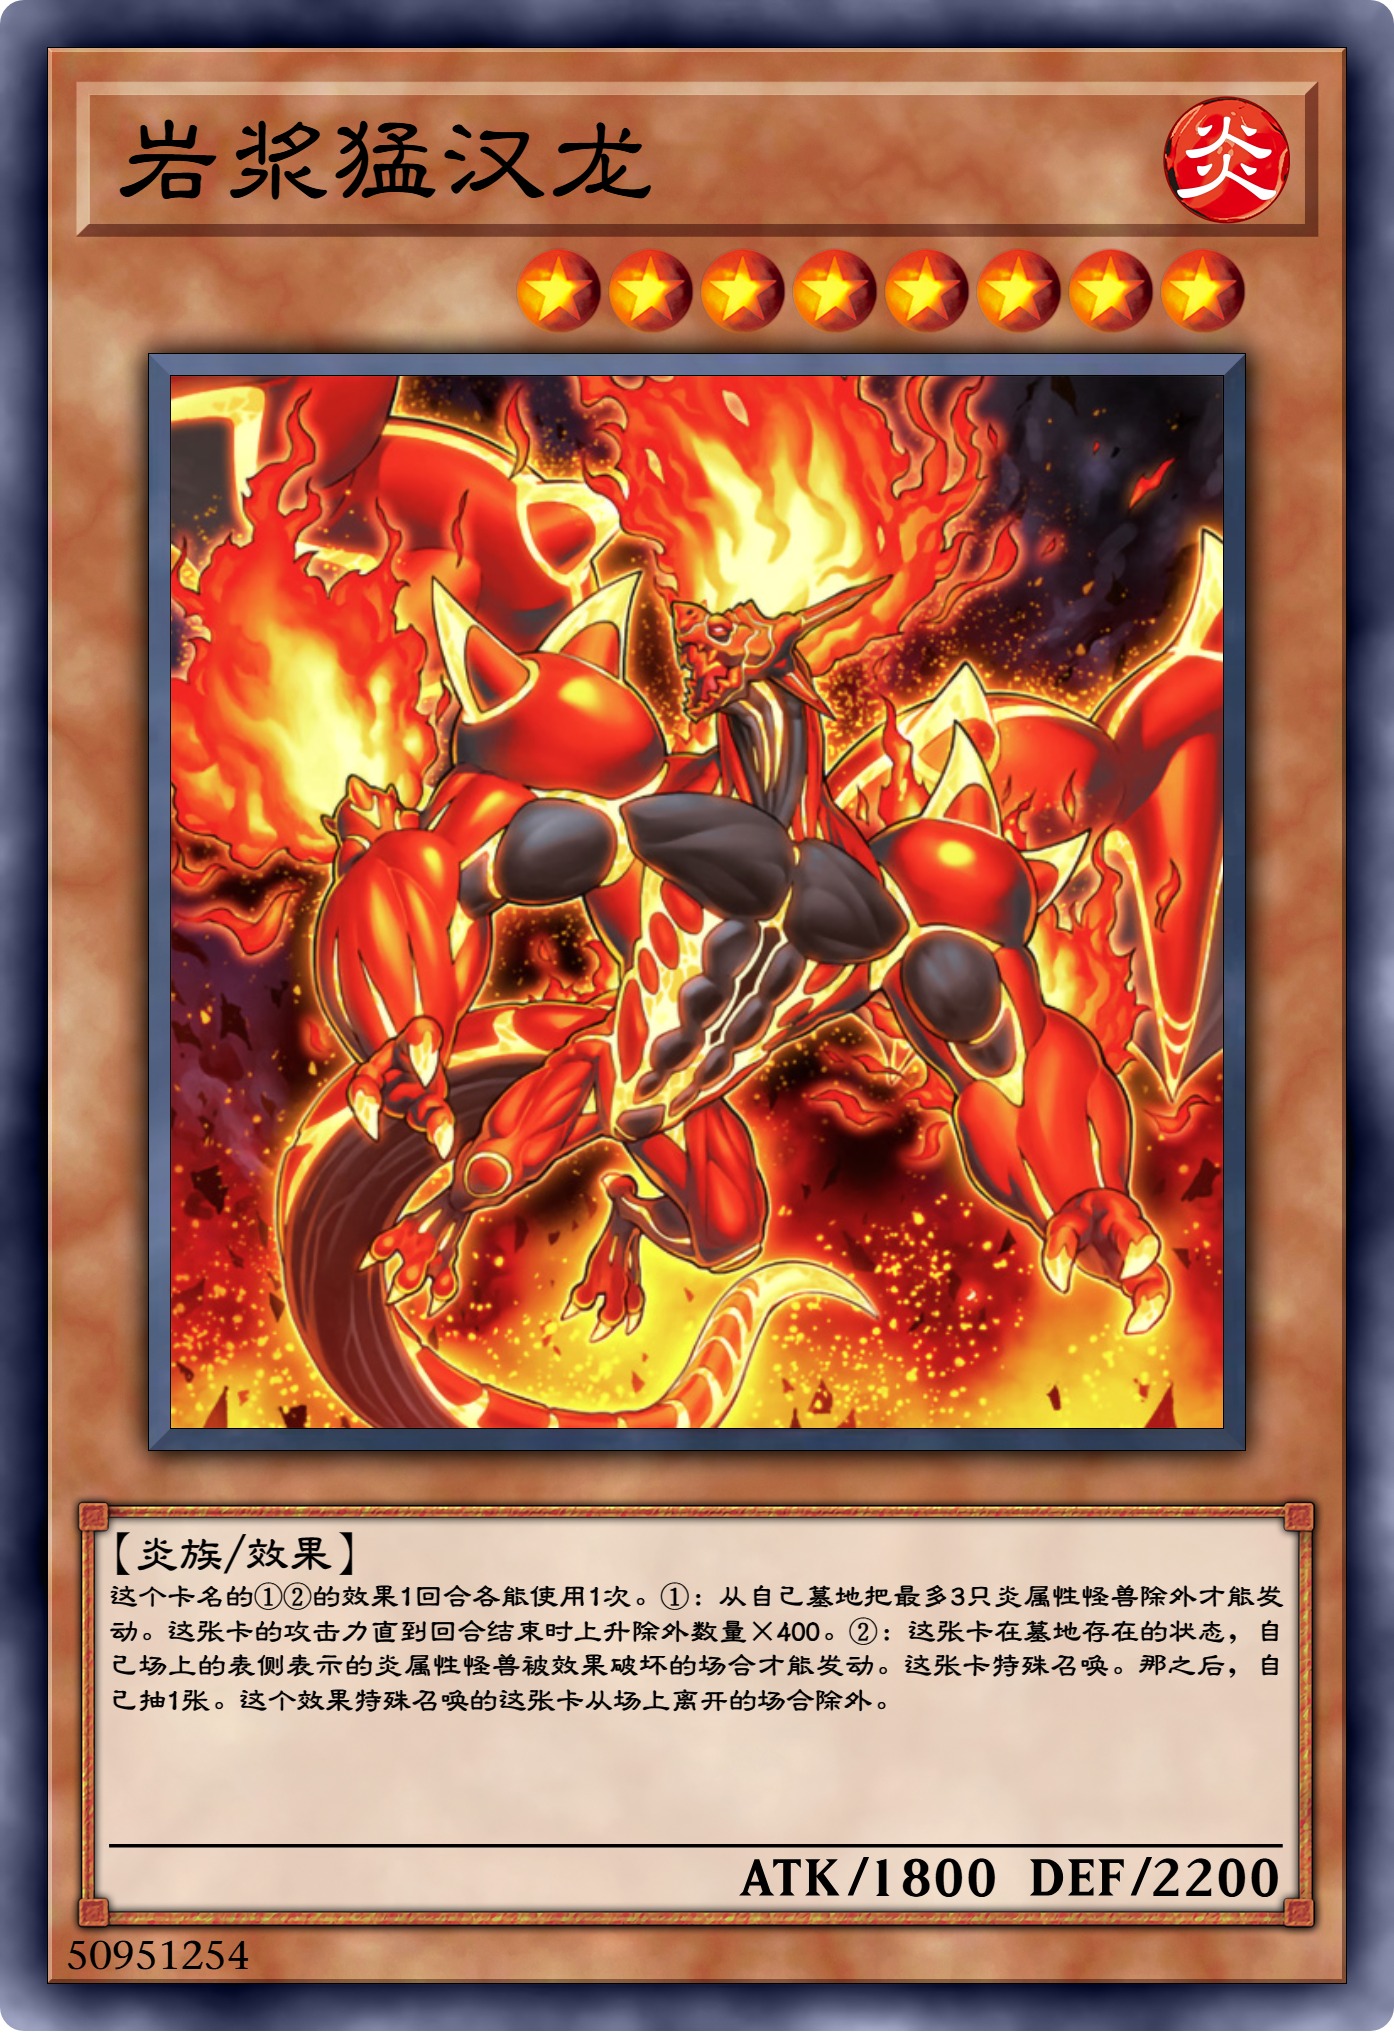 岩浆猛汉龙
炎
【炎族/效果】
这个卡名的①②的效果1回合各能使用1次。①：从自己墓地把最多3只炎属性怪兽除外才能发
动。这张卡的攻击力直到回合结束时上升除外数量×400。②：这张卡在墓地存在的状态，自
己场上的表侧表示的炎属性怪兽被效果破坏的场合才能发动。这张卡特殊召唤。那之后，自
己抽1张。这个效果特殊召唤的这张卡从场上离开的场合除外。
ATK/1800 DEF/2200
50951254